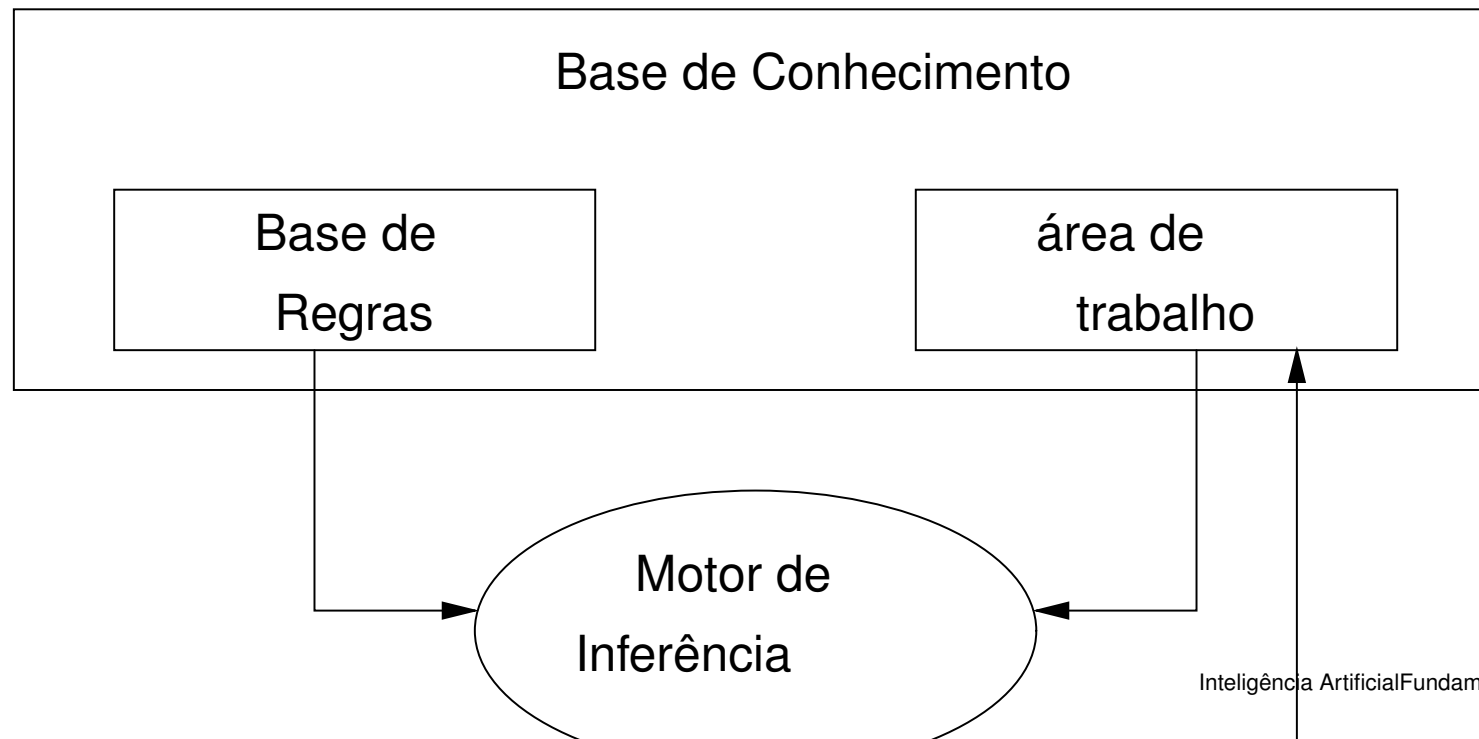 Base de Conhecimento
Base de
Regras
área de
trabalho
Motor de
Inferência
Inteligência ArtificialFundam